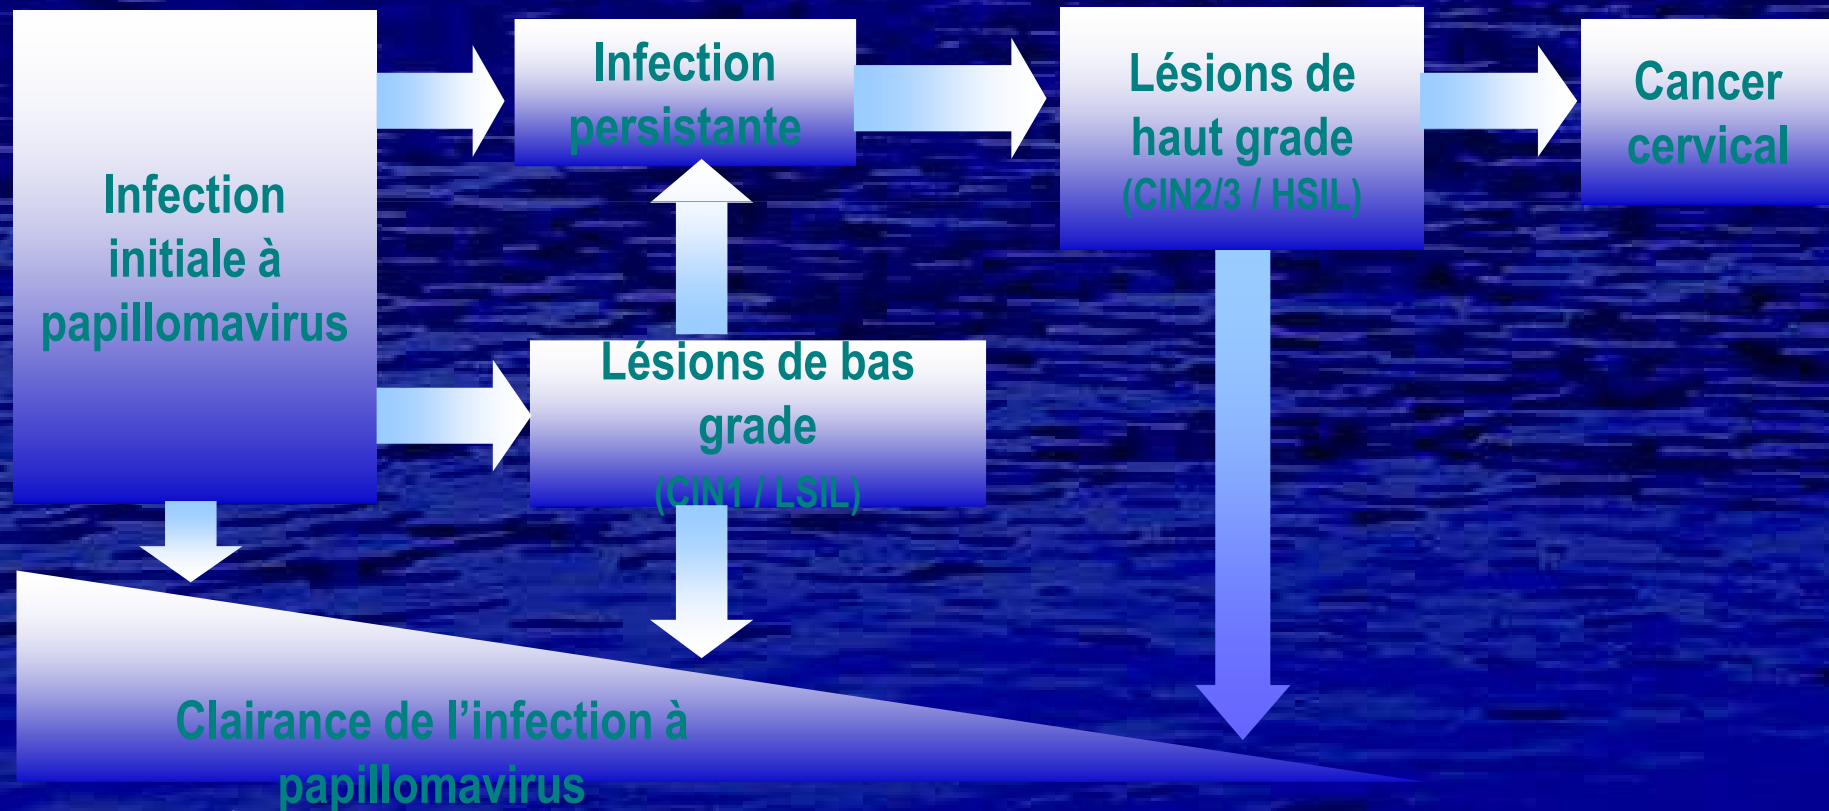 Infection
initiale à
papillomavirus
Infection
persistante
Lésions de
haut grade
(CIN2/3 / HSIL)
Cancer
cervical
Lésions de bas
grade
(CIN1 / LSIL)
Clairance de l’infection à
papillomavirus